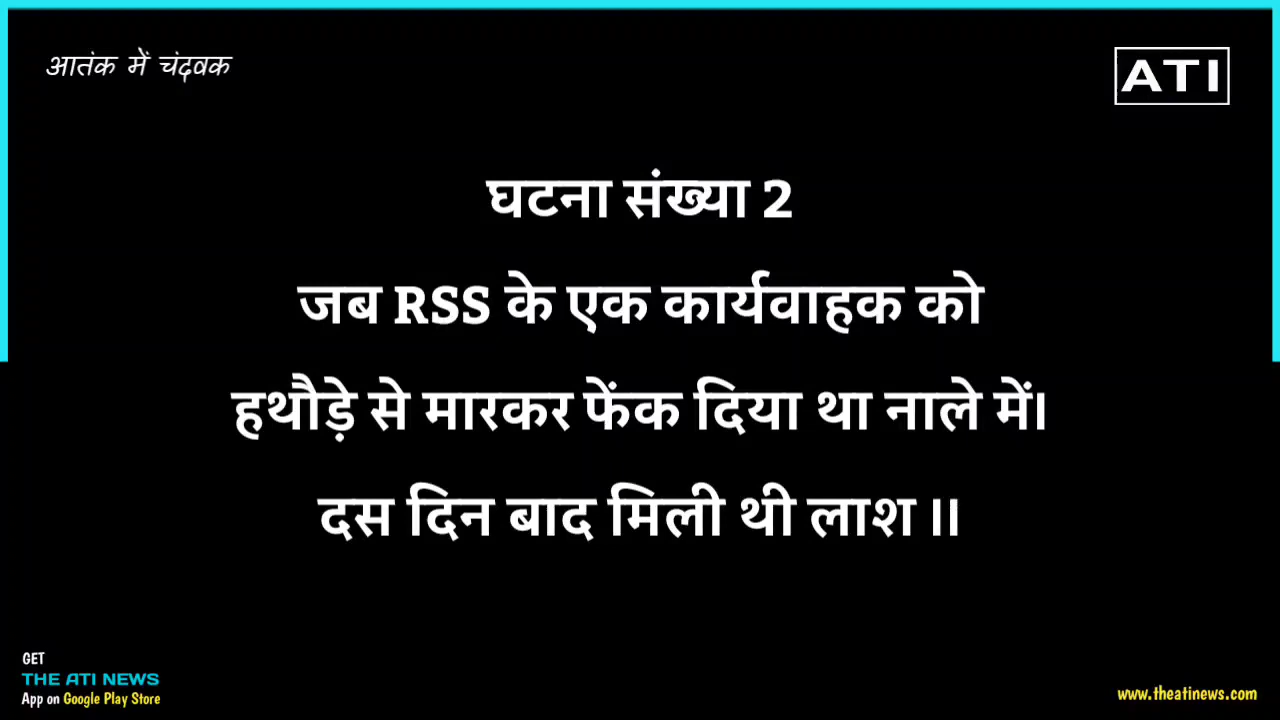 आतंक में चंदवक
ATI
घटना संख्या 2
जब RSS के एक कार्यवाहक को
हथौड़े से मारकर फेंक दिया था नाले में।
दस दिन बाद मिली थी लाश ।।
GET
THE ATI NEWS
App on Google Play Store
www.theatinews.com